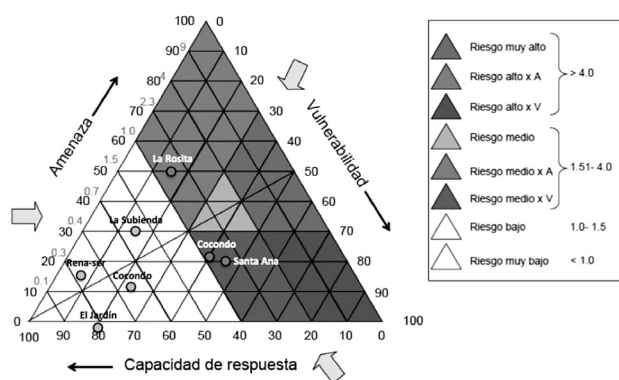 100 0
90 9 10
80 4 20
70 2.3 30
60 1.0 40
50 1.5 50
40 0.7 60
30 0.4 70
20 0.3 80
10 0.1 90
0 100
100 90 80 70 60 50 40 30 20 10 0
Amenaza
Vulnerabilidad
Capacidad de respuesta
La Rosita
La Subienda
Cocondo
Santa Ana
Rena-ser
Cocondo
El Jardín
Riesgo muy alto
Riesgo alto x A > 4.0
Riesgo alto x V
Riesgo medio
Riesgo medio x A 1.51- 4.0
Riesgo medio x V
Riesgo bajo 1.0- 1.5
Riesgo muy bajo < 1.0